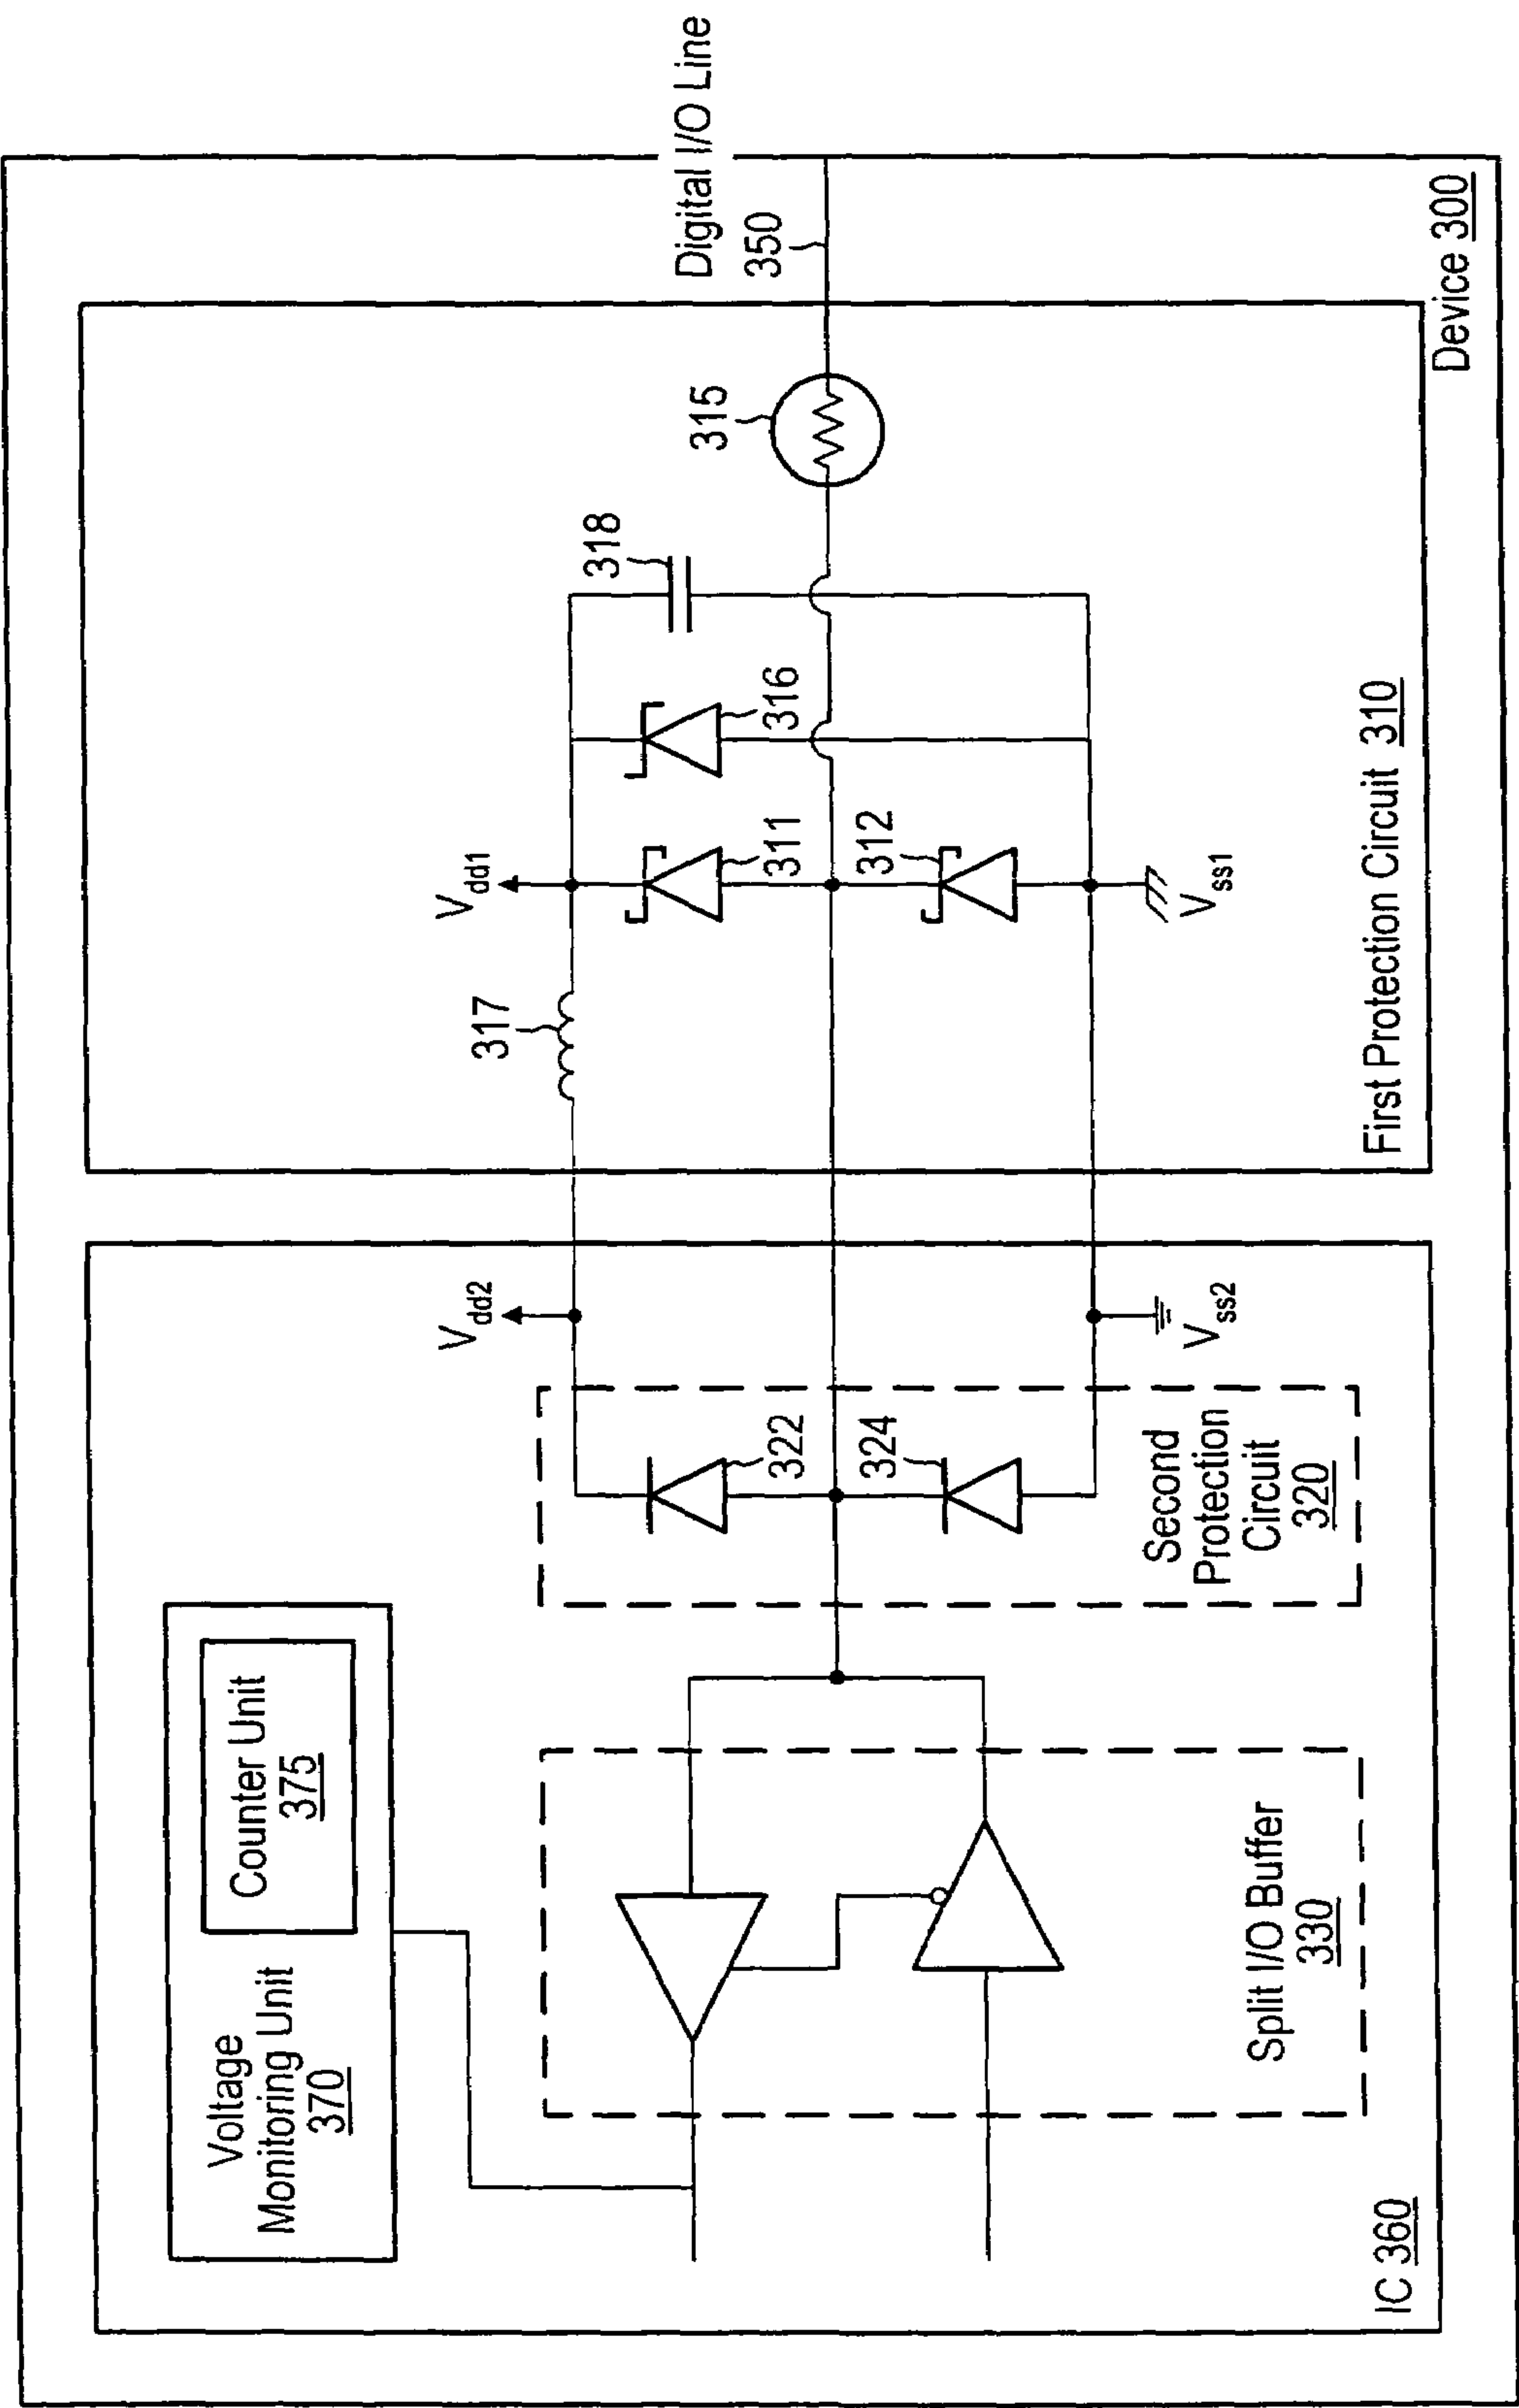 Voltage
Monitoring Unit
370
Counter Unit
375
Split I/O Buffer
330
IC 360
V dd2
322
324
V ss2
Second
Protection
Circuit
320
317
V dd1
311
312
V ss1
316
318
315
First Protection Circuit 310
Digital I/O Line
350
Device 300